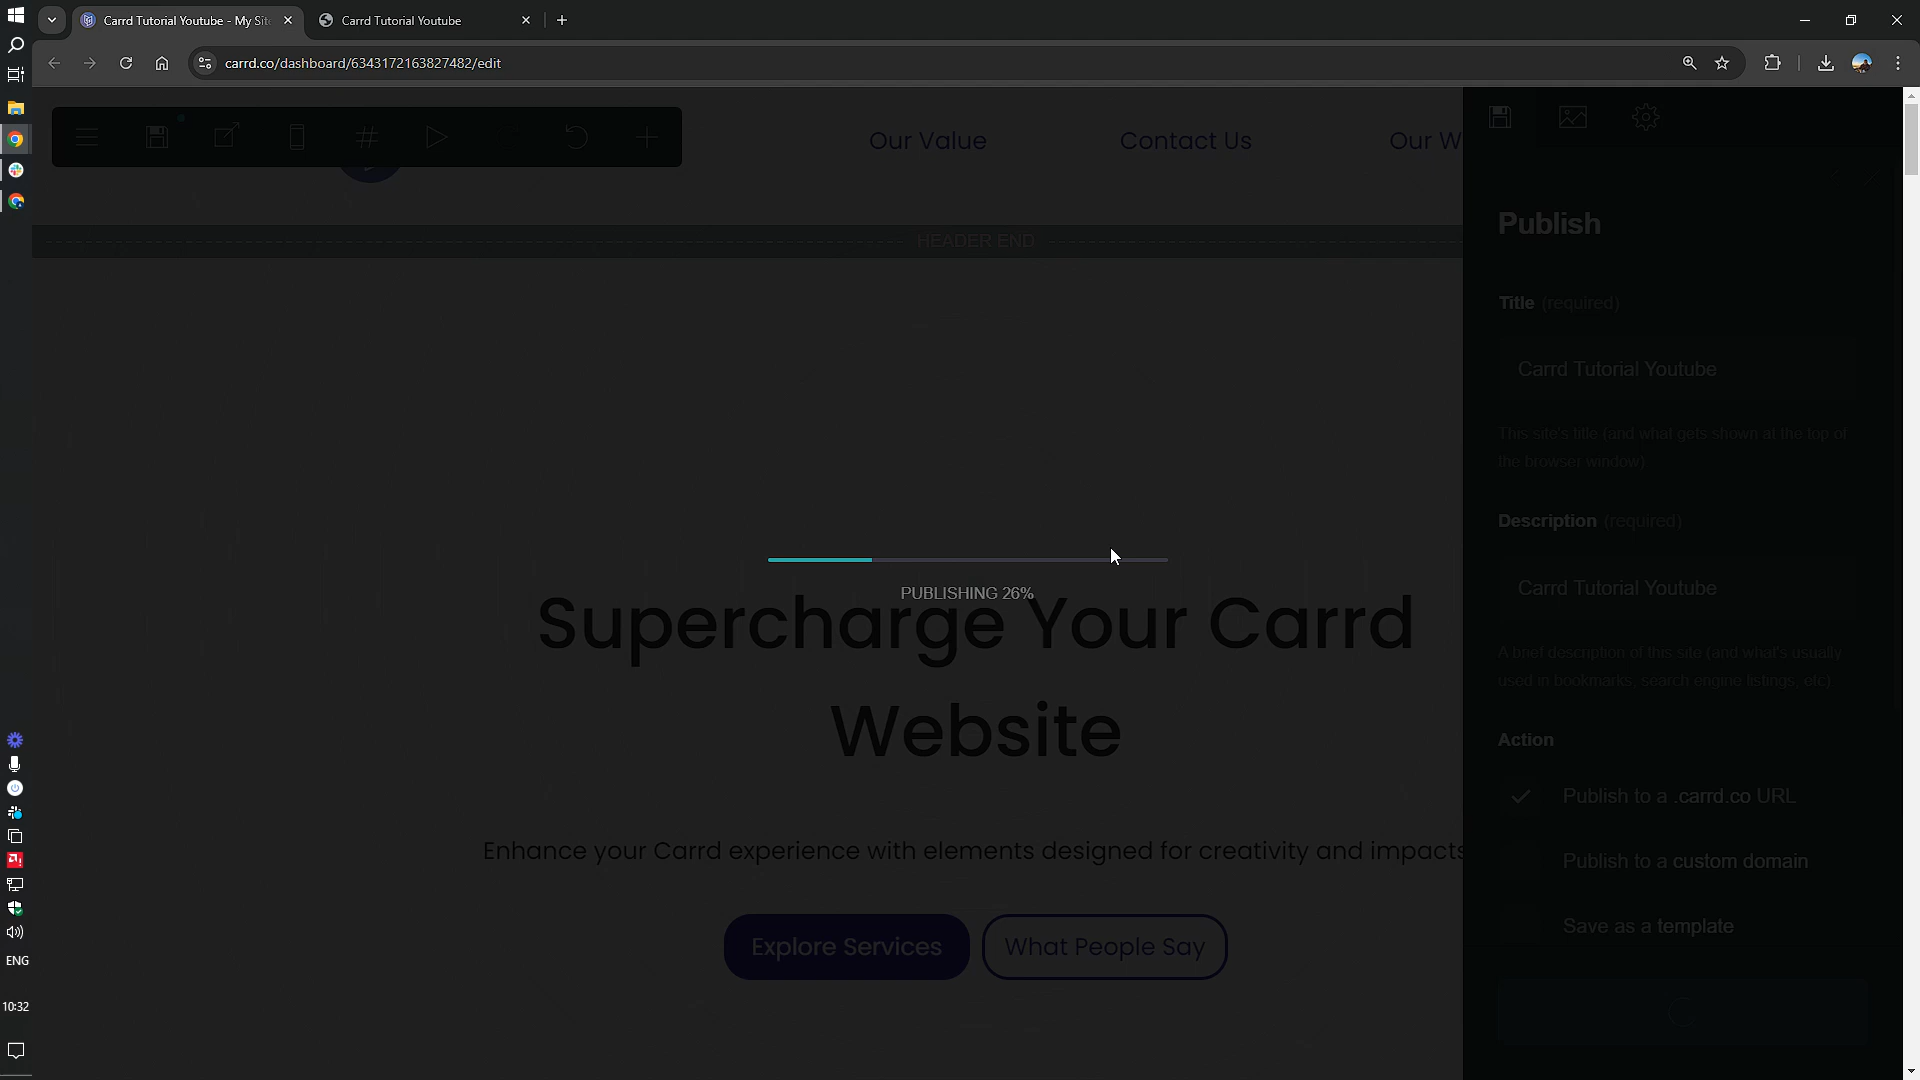 Carrd Tutorial Youtube - My Sit
Carrd Tutorial Youtube
carrd.co/dashboard/6343172163827482/edit
Our Value
Contact Us
Our W
HEADER END
PUBLISHING 26%
Supercharge Your Carrd
Website
Enhance your Carrd experience with elements designed for creativity and impacts
Explore Services
What People Say
Publish
Title (required)
Carrd Tutorial Youtube
This site's title (and what gets shown at the top of
the browser window)
Description (required)
Carrd Tutorial Youtube
A brief description of this site (and what's usually
used in bookmarks, search engine listings, etc)
Action
Publish to a .carrd.co URL
Publish to a custom domain
Save as a template
ENG
10:32